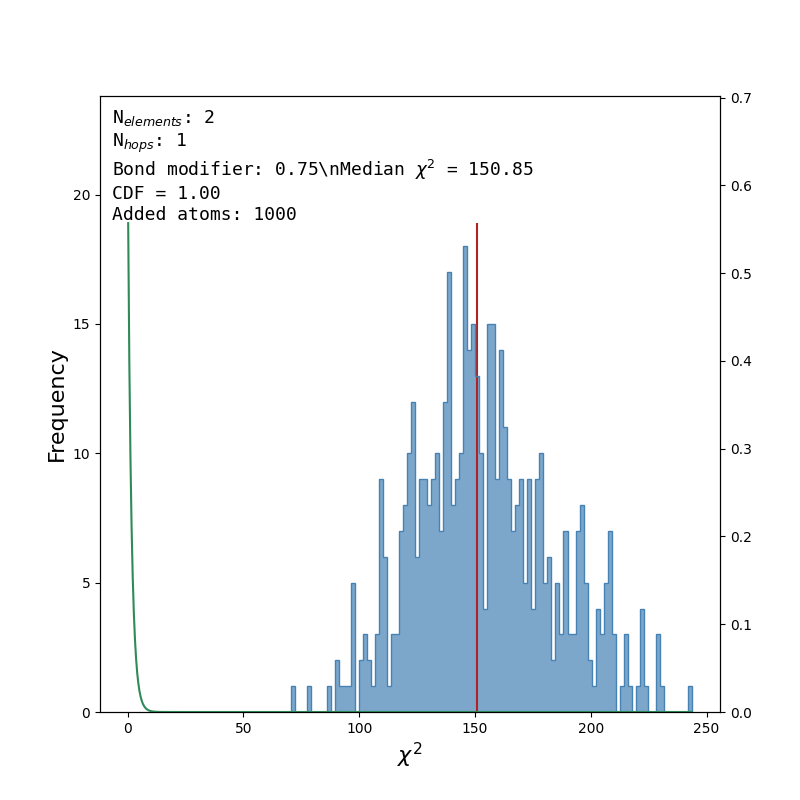 N_elements: 2
N_hops: 1
Bond modifier: 0.75\nMedian χ² = 150.85
CDF = 1.00
Added atoms: 1000
Frequency
20
15
10
5
0
0.7
0.6
0.5
0.4
0.3
0.2
0.1
0.0
0 50 100 150 200 250
χ²